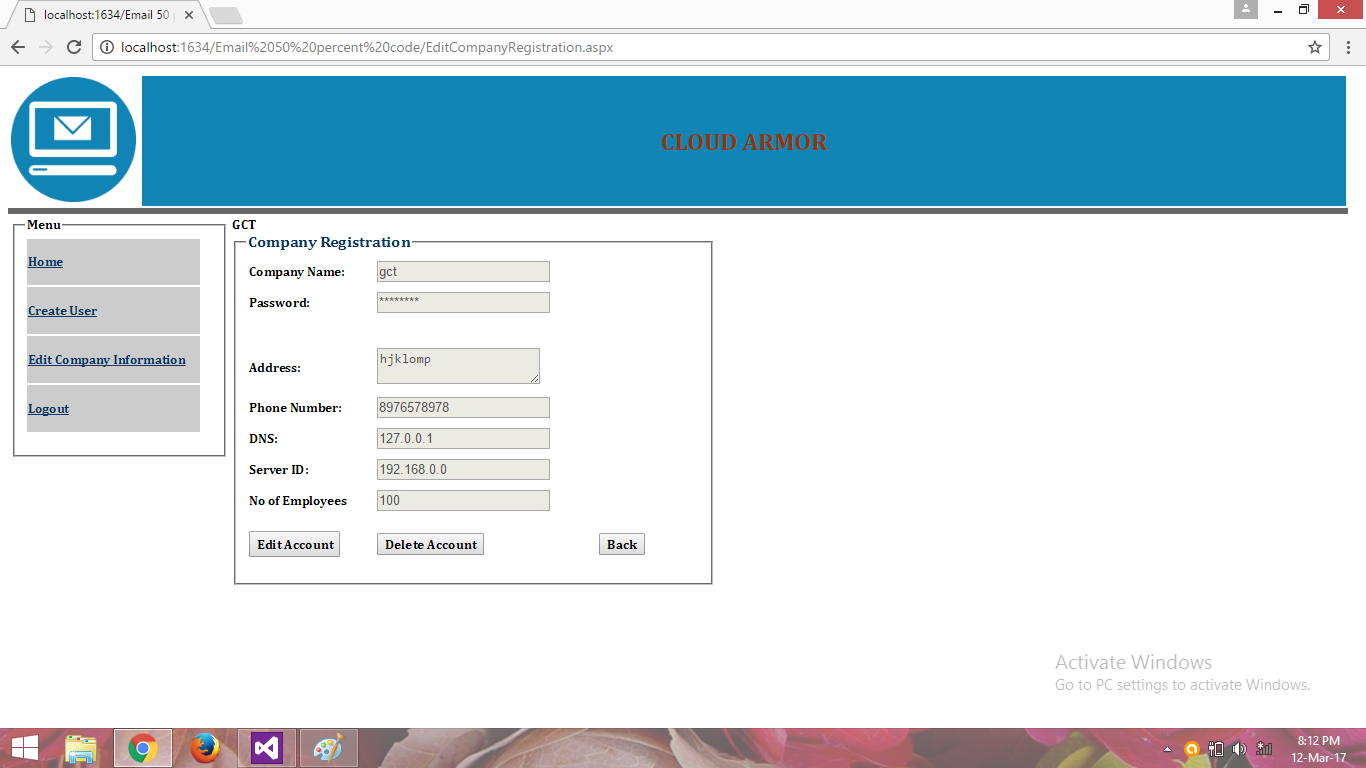 localhost:1634/Email 50
localhost:1634/Email%2050%20percent%20code/EditCompanyRegistration.aspx
CLOUD ARMOR
Menu
Home
Create User
Edit Company Information
Logout
GCT
Company Registration
Company Name: gct
Password: ********
Address: hjklomp
Phone Number: 8976578978
DNS: 127.0.0.1
Server ID: 192.168.0.0
No of Employees 100
Edit Account Delete Account Back
Activate Windows
Go to PC settings to activate Windows.
8:12 PM
12-Mar-17